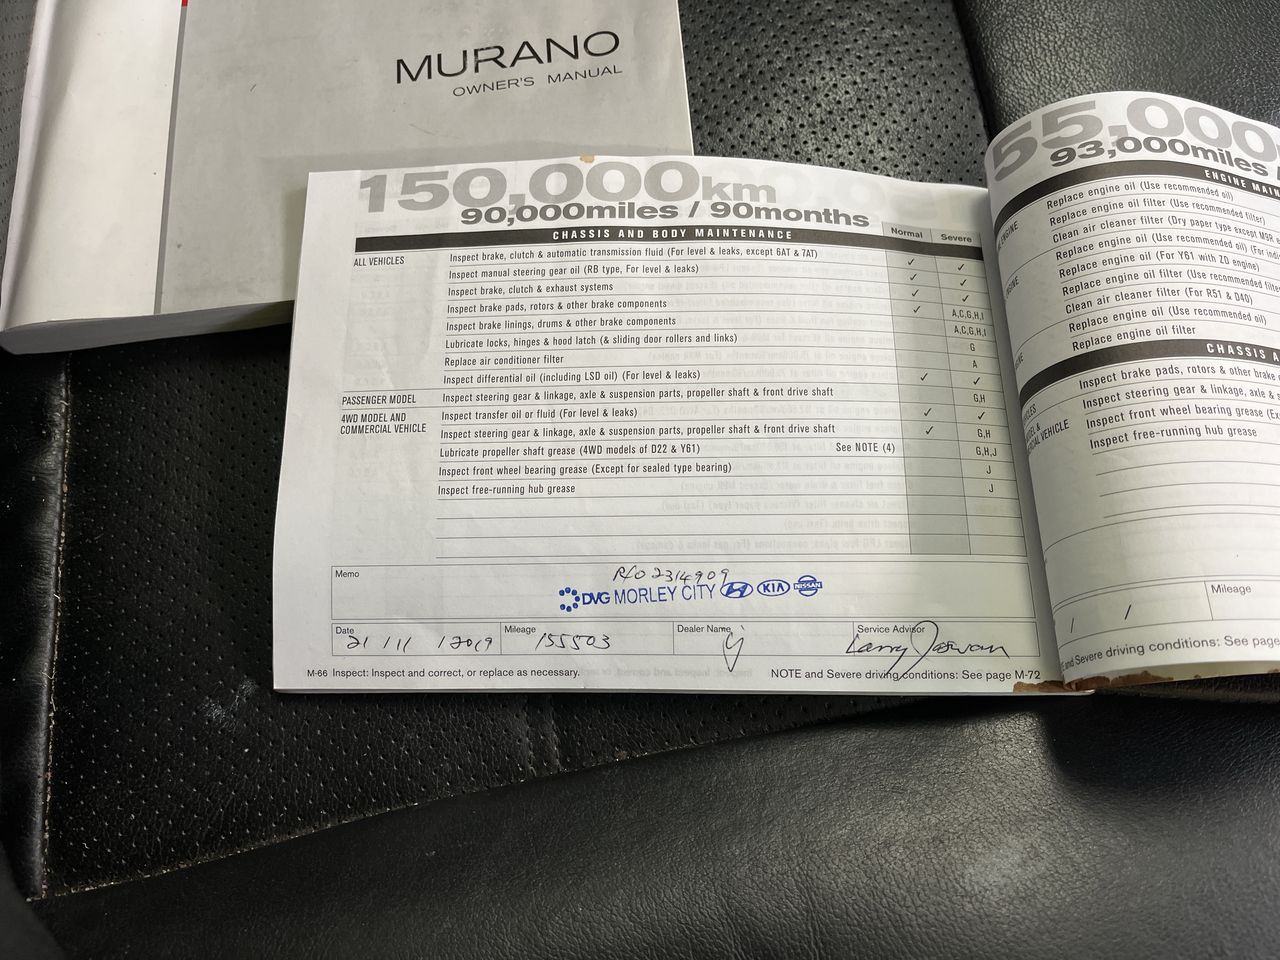 MURANO
OWNER'S MANUAL
150,000km
90,000miles / 90months
CHASSIS AND BODY MAINTENANCE Normal Severe
ALL VEHICLES Inspect brake, clutch & automatic transmission fluid (For level & leaks, except 6AT & 7AT) ✓ ✓
Inspect manual steering gear oil (RB type, For level & leaks) ✓ ✓
Inspect brake, clutch & exhaust systems ✓ ✓
Inspect brake pads, rotors & other brake components ✓ A,C,G,H,I
Inspect brake linings, drums & other brake components A,C,G,H,I
Lubricate locks, hinges & hood latch (& sliding door rollers and links) G
Replace air conditioner filter A
Inspect differential oil (including LSD oil) (For level & leaks) ✓ ✓
PASSENGER MODEL Inspect steering gear & linkage, axle & suspension parts, propeller shaft & front drive shaft G,H
4WD MODEL AND COMMERCIAL VEHICLE Inspect transfer oil or fluid (For level & leaks) ✓ ✓
Inspect steering gear & linkage, axle & suspension parts, propeller shaft & front drive shaft ✓ G,H
Lubricate propeller shaft grease (4WD models of D22 & Y61) See NOTE (4) G,H,J
Inspect front wheel bearing grease (Except for sealed type bearing) J
Inspect free-running hub grease J
Memo
R/O 2314909
DVG MORLEY CITY KIA NISSAN
Date 21 / 11 / 2019 Mileage 155503 Dealer Name Service Advisor Larry
M-66 Inspect: Inspect and correct, or replace as necessary. NOTE and Severe driving conditions: See page M-72
55,000
93,000miles /
ENGINE MAIN
Replace engine oil (Use recommended oil)
Replace engine oil filter (Use recommended filter)
Clean air cleaner filter (Dry paper type except M9R
Replace engine oil (Use recommended oil) (For indi
Replace engine oil (For Y61 with ZD engine)
Replace engine oil filter (Use recommended filte
Clean air cleaner filter (For R51 & D40)
Replace engine oil (Use recommended oil)
Replace engine oil filter
CHASSIS A
Inspect brake pads, rotors & other brake
Inspect steering gear & linkage, axle & s
Inspect front wheel bearing grease (Ex
Inspect free-running hub grease
/ / Mileage
and Severe driving conditions: See page